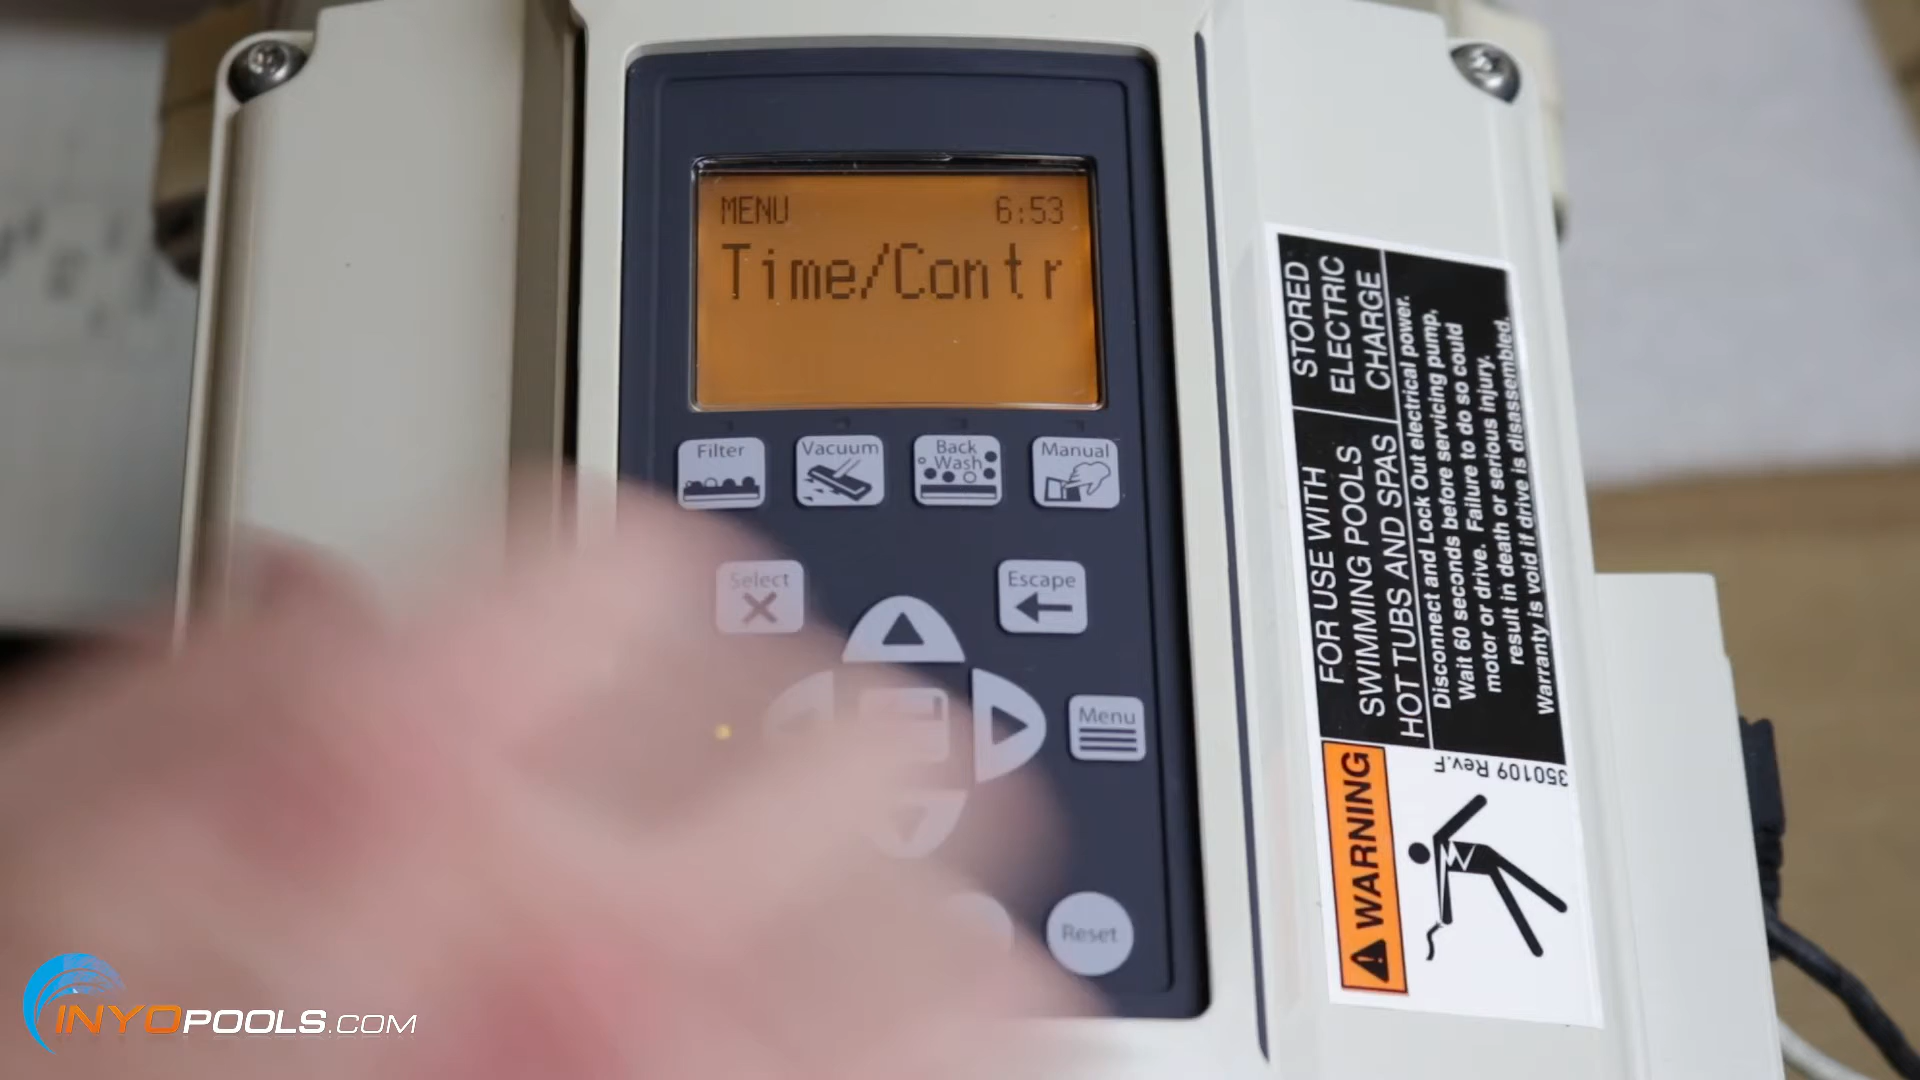 MENU 6:53
Time/Contr
Filter
Vacuum
Back
Wash
Manual
Select
Escape
Menu
Reset
STORED
ELECTRIC
CHARGE
FOR USE WITH
SWIMMING POOLS
HOT TUBS AND SPAS
Disconnect and Lock Out electrical power.
Wait 60 seconds before servicing pump,
motor or drive. Failure to do so could
result in death or serious injury.
Warranty is void if drive is disassembled.
WARNING
350109 Rev.F
INYOPOOLS.COM